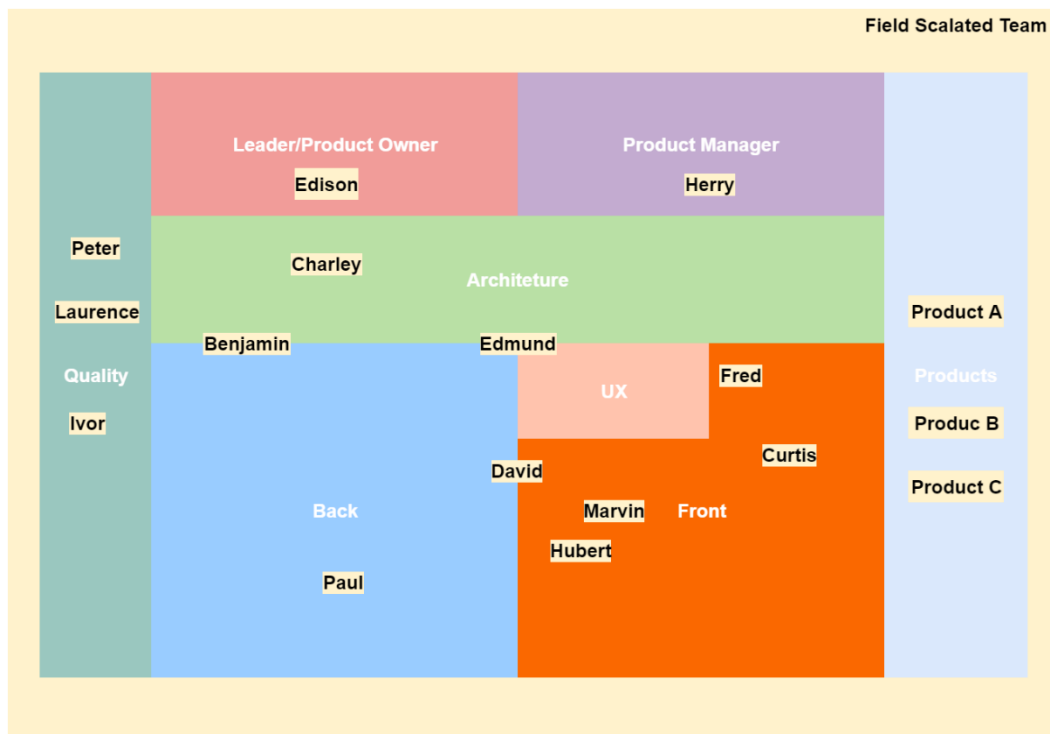 Field Scalated Team
Leader/Product Owner
Product Manager
Edison
Herry
Peter
Charley
Architeture
Laurence
Product A
Benjamin
Edmund
Quality
Fred
Products
UX
Ivor
Produc B
Curtis
David
Product C
Back
Marvin
Front
Hubert
Paul